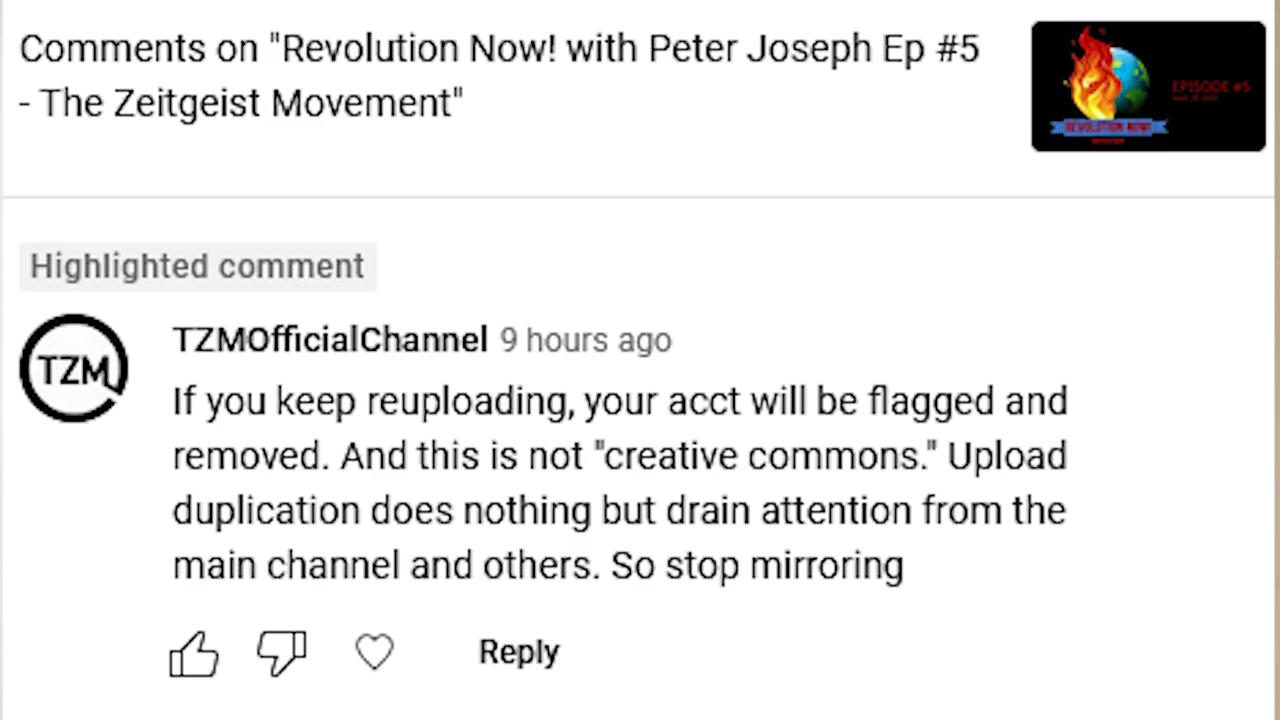 Comments on "Revolution Now! with Peter Joseph Ep #5
- The Zeitgeist Movement"
EPISODE #5
REVOLUTION NOW!
Highlighted comment
TZM
TZMOfficialChannel 9 hours ago
If you keep reuploading, your acct will be flagged and
removed. And this is not "creative commons." Upload
duplication does nothing but drain attention from the
main channel and others. So stop mirroring
Reply